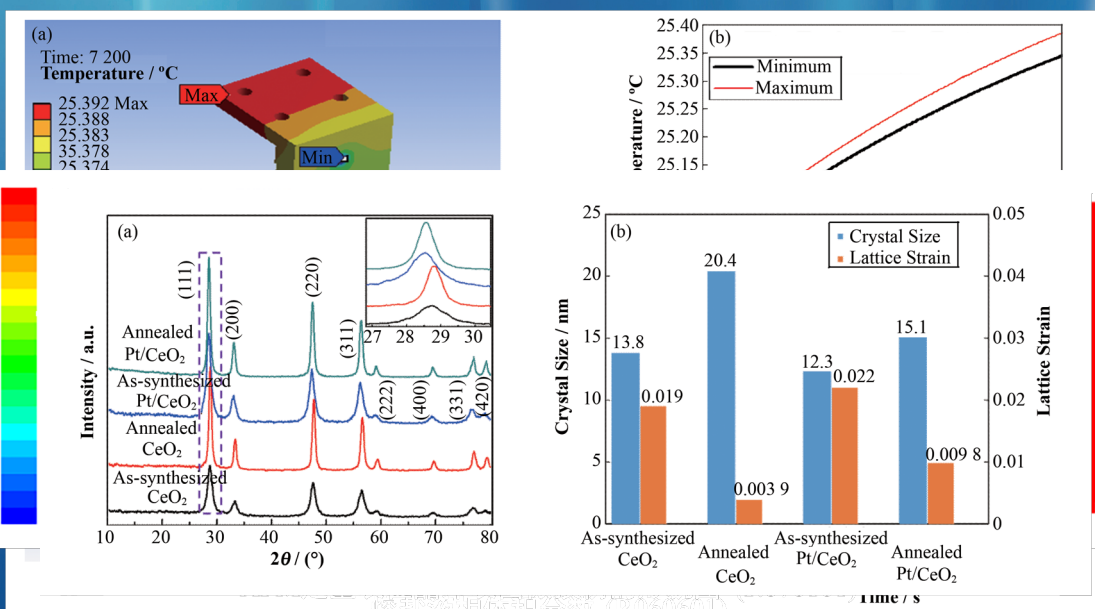 (a)
Time: 7 200
Temperature / ºC
25.392 Max
25.388
25.383
35.378
25.374
Max
Min
25.40
(b)
25.35
25.30
25.25
25.20
25.15
Minimum
Maximum
perature / ºC
(a)
(111)
(200)
(220)
(311)
(222)
(400)
(331)
(420)
27 28 29 30
Annealed
Pt/CeO₂
As-synthesized
Pt/CeO₂
Annealed
CeO₂
As-synthesized
CeO₂
Intensity / a.u.
10 20 30 40 50 60 70 80
2θ / (°)
(b)
Crystal Size
Lattice Strain
25
20
15
10
5
0
Crystal Size / nm
0.05
0.04
0.03
0.02
0.01
0
Lattice Strain
13.8
0.019
20.4
0.003 9
12.3
0.022
15.1
0.009 8
As-synthesized
CeO₂
Annealed
CeO₂
As-synthesized
Pt/CeO₂
Annealed
Pt/CeO₂
Time / s